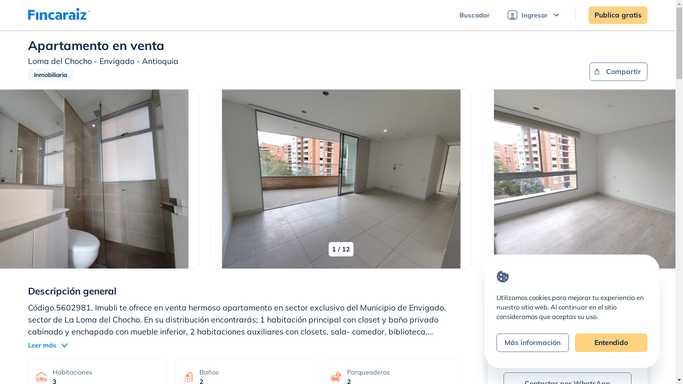 Fincaraiz
Buscador
Ingresar
Publica gratis
Apartamento en venta
Loma del Chocho - Envigado - Antioquia
Inmobiliaria
Compartir
1 / 12
Descripción general
Código.5602981. Imubli te ofrece en venta hermoso apartamento en sector exclusivo del Municipio de Envigado,
sector de La Loma del Chocho. En su distribución encontrarás; 1 habitación principal con closet y baño privado
cabinado y enchapado con mueble inferior, 2 habitaciones auxiliares con closets, sala- comedor, biblioteca,...
Leer más
Habitaciones
3
Baños
2
Parqueaderos
2
Utilizamos cookies para mejorar tu experiencia en
nuestro sitio web. Al continuar en el sitio
consideramos que aceptas su uso.
Más información
Entendido
Contactar por WhatsApp